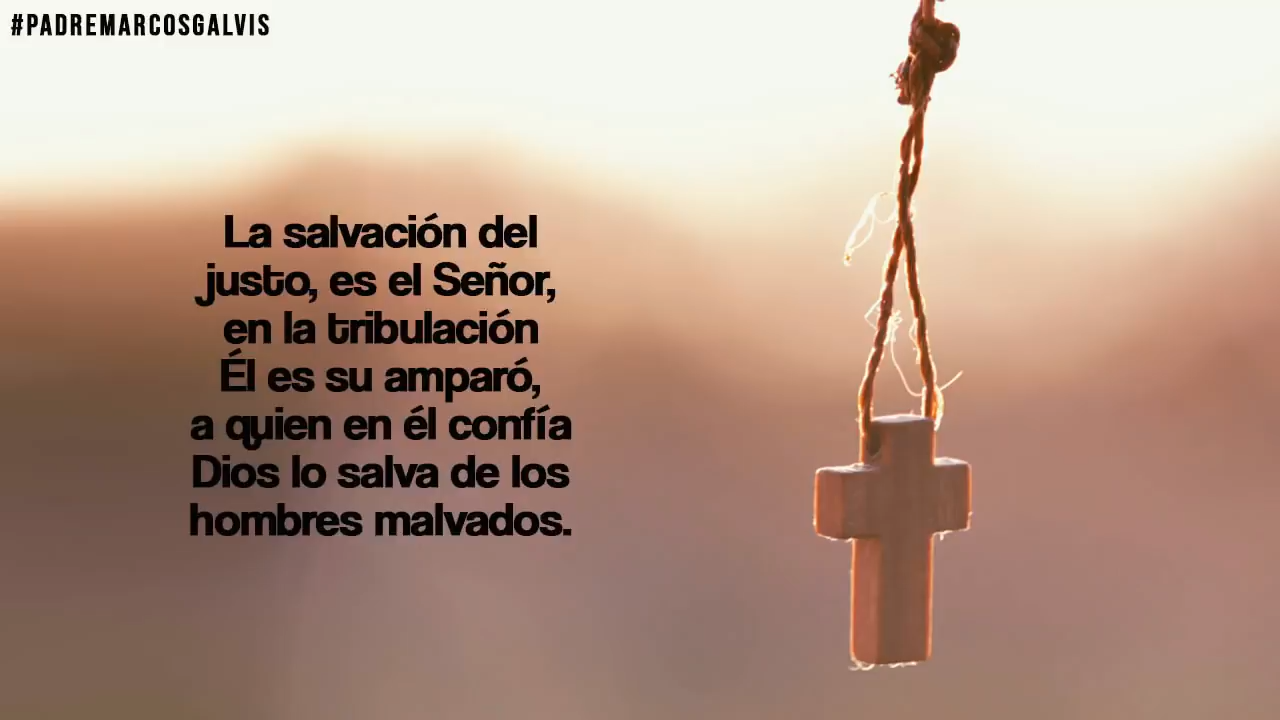 #PADREMARCOSGALVIS
La salvación del
justo, es el Señor,
en la tribulación
Él es su amparó,
a quien en él confía
Dios lo salva de los
hombres malvados.